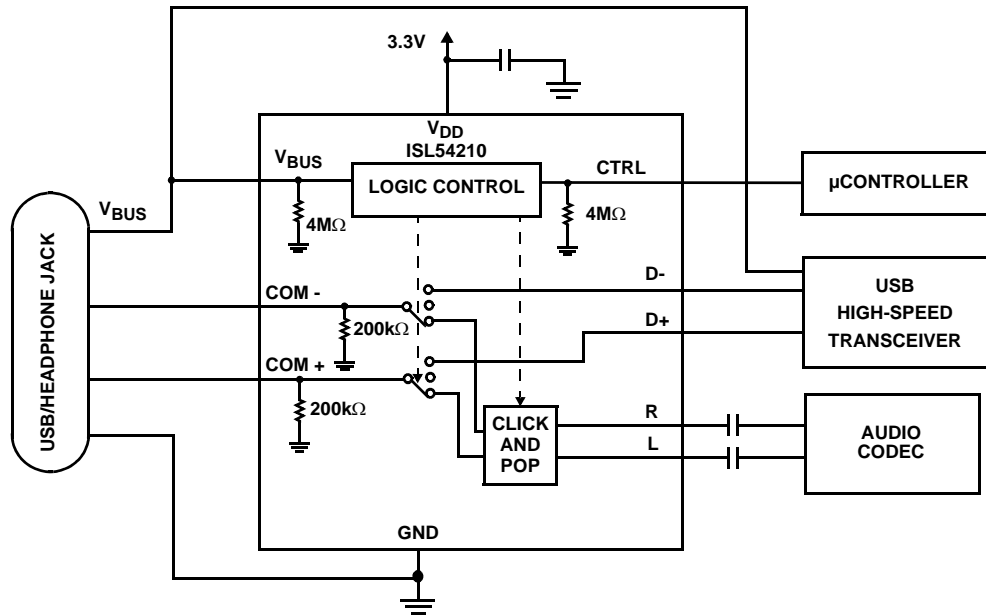 3.3V
VDD
ISL54210
VBUS
LOGIC CONTROL
CTRL
µCONTROLLER
4MΩ
4MΩ
VBUS
USB/HEADPHONE JACK
COM -
200kΩ
COM +
200kΩ
D-
D+
USB
HIGH-SPEED
TRANSCEIVER
CLICK
AND
POP
R
L
AUDIO
CODEC
GND